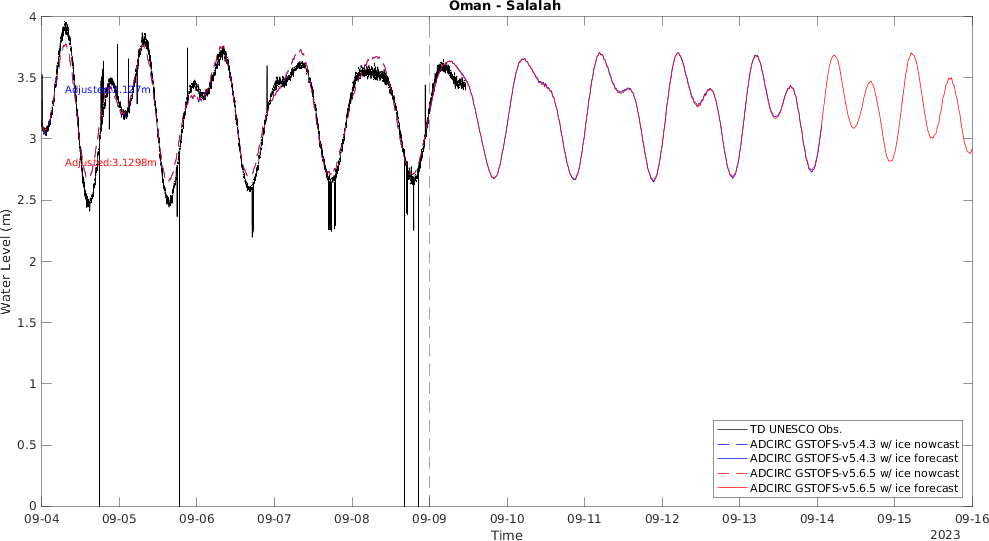 Oman - Salalah
Water Level (m)
4
3.5
3
2.5
2
1.5
1
0.5
0
Adjusted:3.127m
Adjusted:3.1298m
TD UNESCO Obs.
ADCIRC GSTOFS-v5.4.3 w/ ice nowcast
ADCIRC GSTOFS-v5.4.3 w/ ice forecast
ADCIRC GSTOFS-v5.6.5 w/ ice nowcast
ADCIRC GSTOFS-v5.6.5 w/ ice forecast
09-04 09-05 09-06 09-07 09-08 09-09 09-10 09-11 09-12 09-13 09-14 09-15 09-16
Time
2023